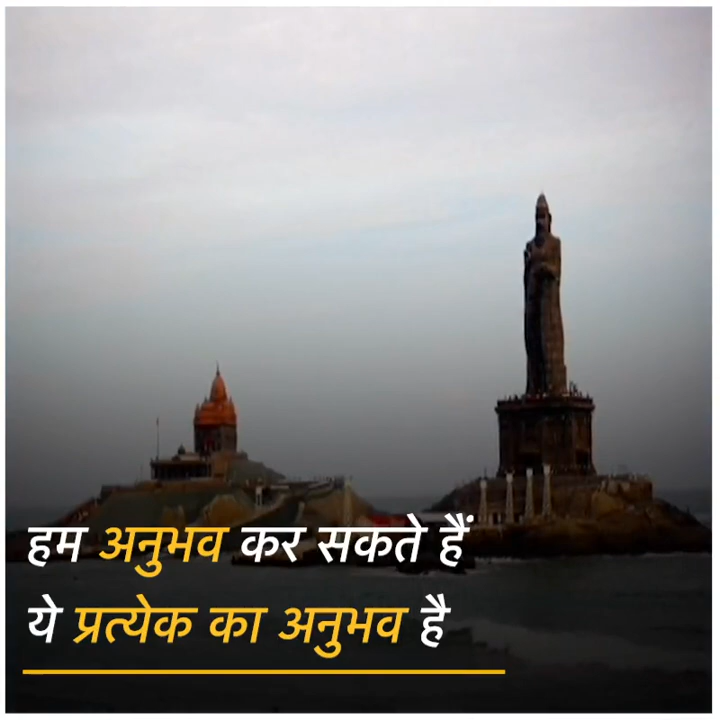 हम अनुभव कर सकते हैं
ये प्रत्येक का अनुभव है